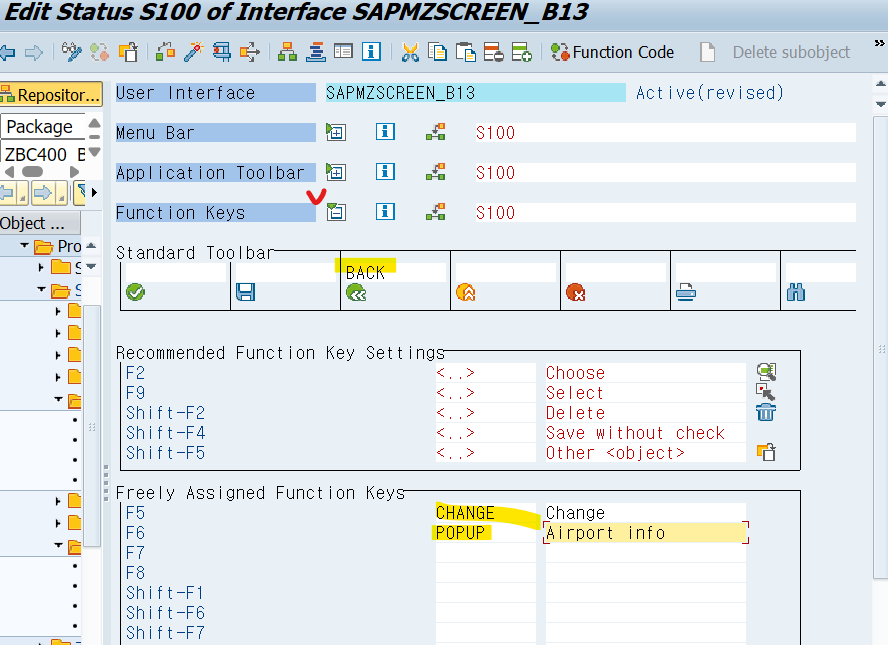 Edit Status S100 of Interface SAPMZSCREEN_B13
Function Code Delete subobject »
Repositor...
Package
ZBC400
Object ...
Pro
User Interface SAPMZSCREEN_B13 Active(revised)
Menu Bar S100
Application Toolbar S100
Function Keys S100
Standard Toolbar
BACK
Recommended Function Key Settings
F2 <..> Choose
F9 <..> Select
Shift-F2 <..> Delete
Shift-F4 <..> Save without check
Shift-F5 <..> Other <object>
Freely Assigned Function Keys
F5 CHANGE Change
F6 POPUP Airport info
F7
F8
Shift-F1
Shift-F6
Shift-F7